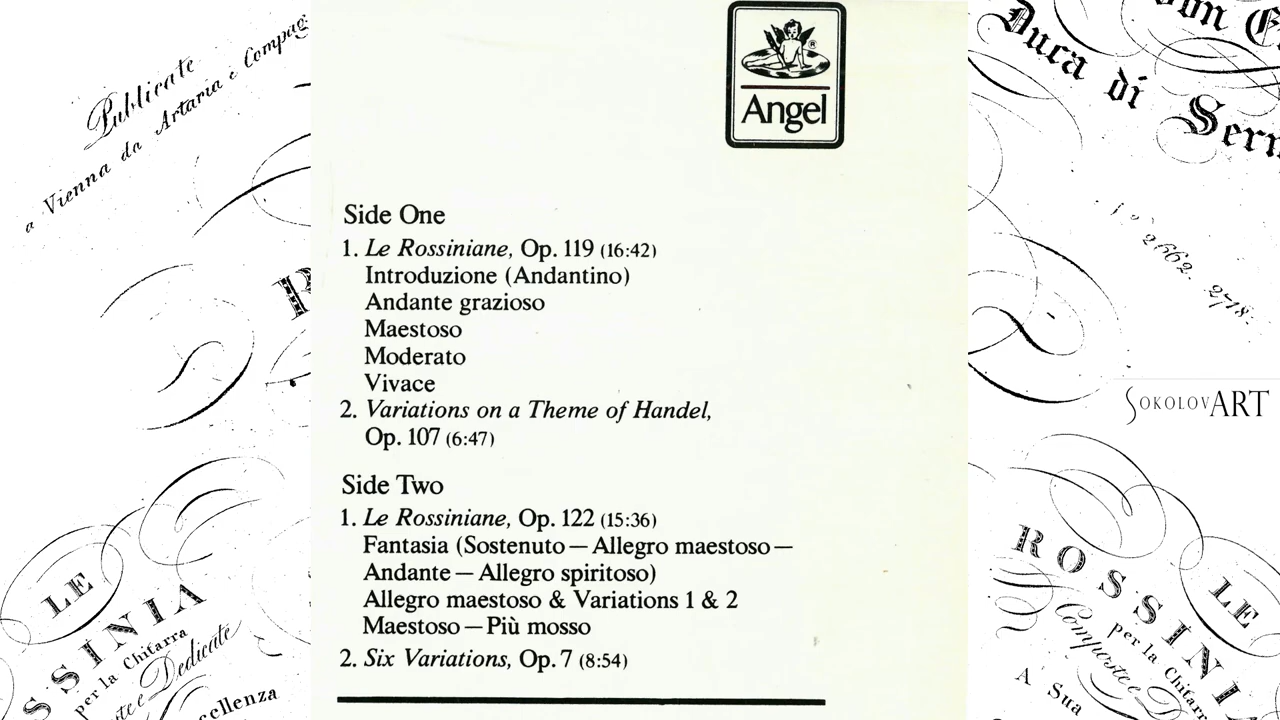 Publicate
a Vienna da Artaria e Compag
LE
SSINIA
per la Chitarra
Dedicate
cellenza
Angel
®
Side One
1. Le Rossiniane, Op. 119 (16:42)
Introduzione (Andantino)
Andante grazioso
Maestoso
Moderato
Vivace
2. Variations on a Theme of Handel,
Op. 107 (6:47)
Side Two
1. Le Rossiniane, Op. 122 (15:36)
Fantasia (Sostenuto — Allegro maestoso —
Andante — Allegro spiritoso)
Allegro maestoso & Variations 1 & 2
Maestoso — Più mosso
2. Six Variations, Op. 7 (8:54)
Duca di Serm
2662. 2718.
SOKOLOVART
LE
ROSSINI
per la Chitarr
Composte e D
A Sua